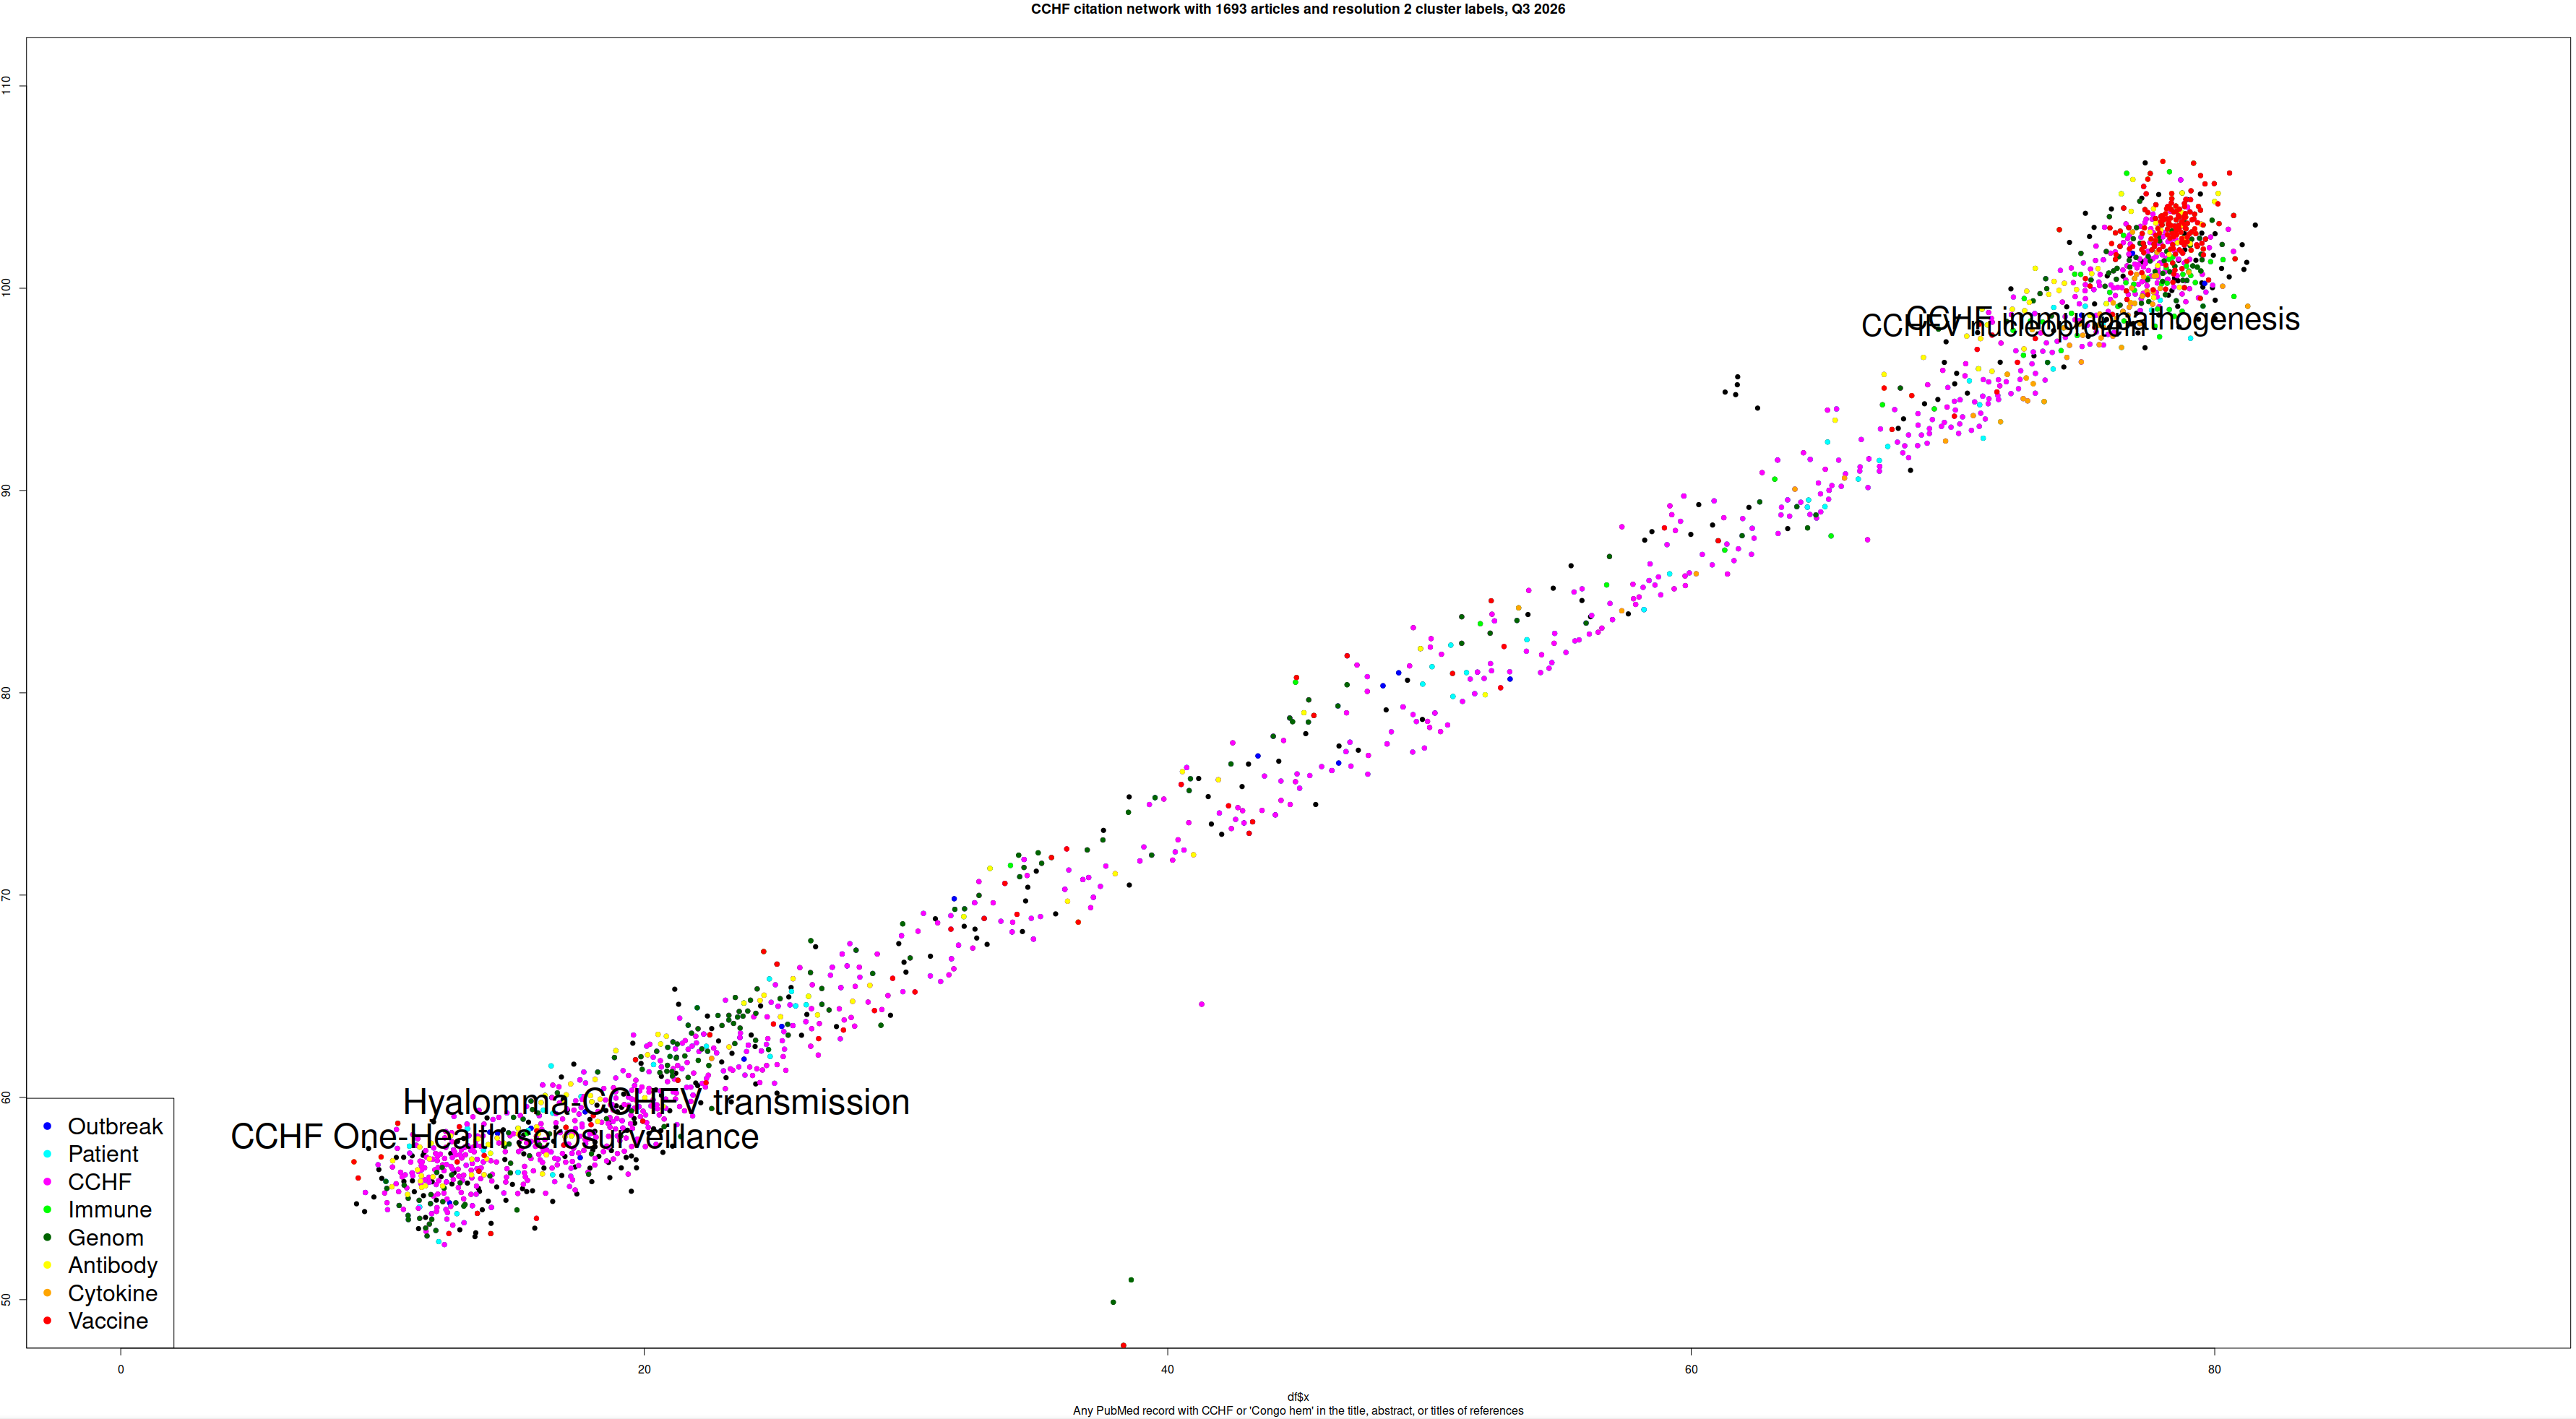 CCHF citation network with 1693 articles and resolution 2 cluster labels, Q3 2026
110
100
90
80
70
60
50
CCHF immunopathogenesis
CCHFV nucleoprotein
Hyalomma-CCHFV transmission
CCHF One-Health serosurveillance
Outbreak
Patient
CCHF
Immune
Genom
Antibody
Cytokine
Vaccine
0 20 40 60 80
df$x
Any PubMed record with CCHF or 'Congo hem' in the title, abstract, or titles of references